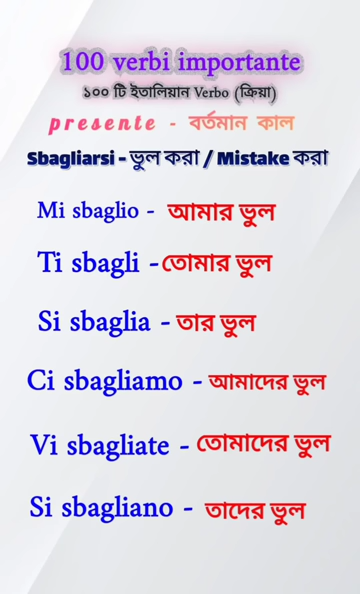 100 verbi importante
১০০ টি ইতালিয়ান Verbo (ক্রিয়া)
presente - বর্তমান কাল
Sbagliarsi - ভুল করা / Mistake করা
Mi sbaglio - আমার ভুল
Ti sbagli - তোমার ভুল
Si sbaglia - তার ভুল
Ci sbagliamo - আমাদের ভুল
Vi sbagliate - তোমাদের ভুল
Si sbagliano - তাদের ভুল